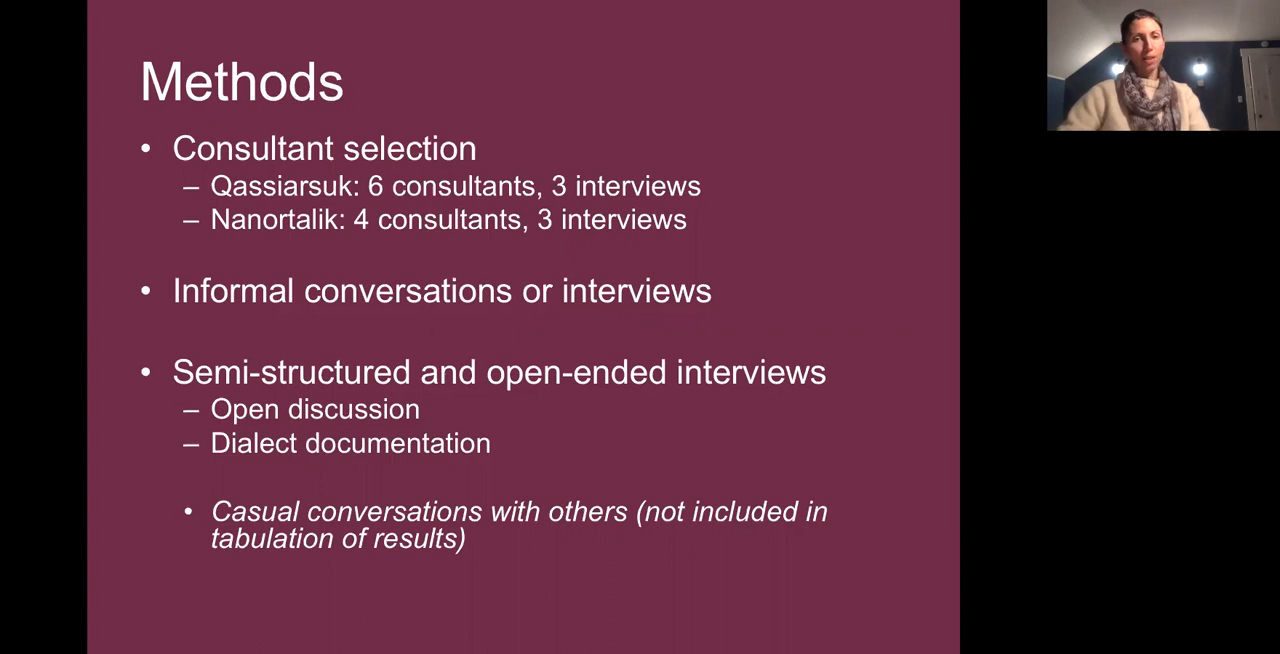 Methods
• Consultant selection
– Qassiarsuk: 6 consultants, 3 interviews
– Nanortalik: 4 consultants, 3 interviews
• Informal conversations or interviews
• Semi-structured and open-ended interviews
– Open discussion
– Dialect documentation
• Casual conversations with others (not included in
tabulation of results)